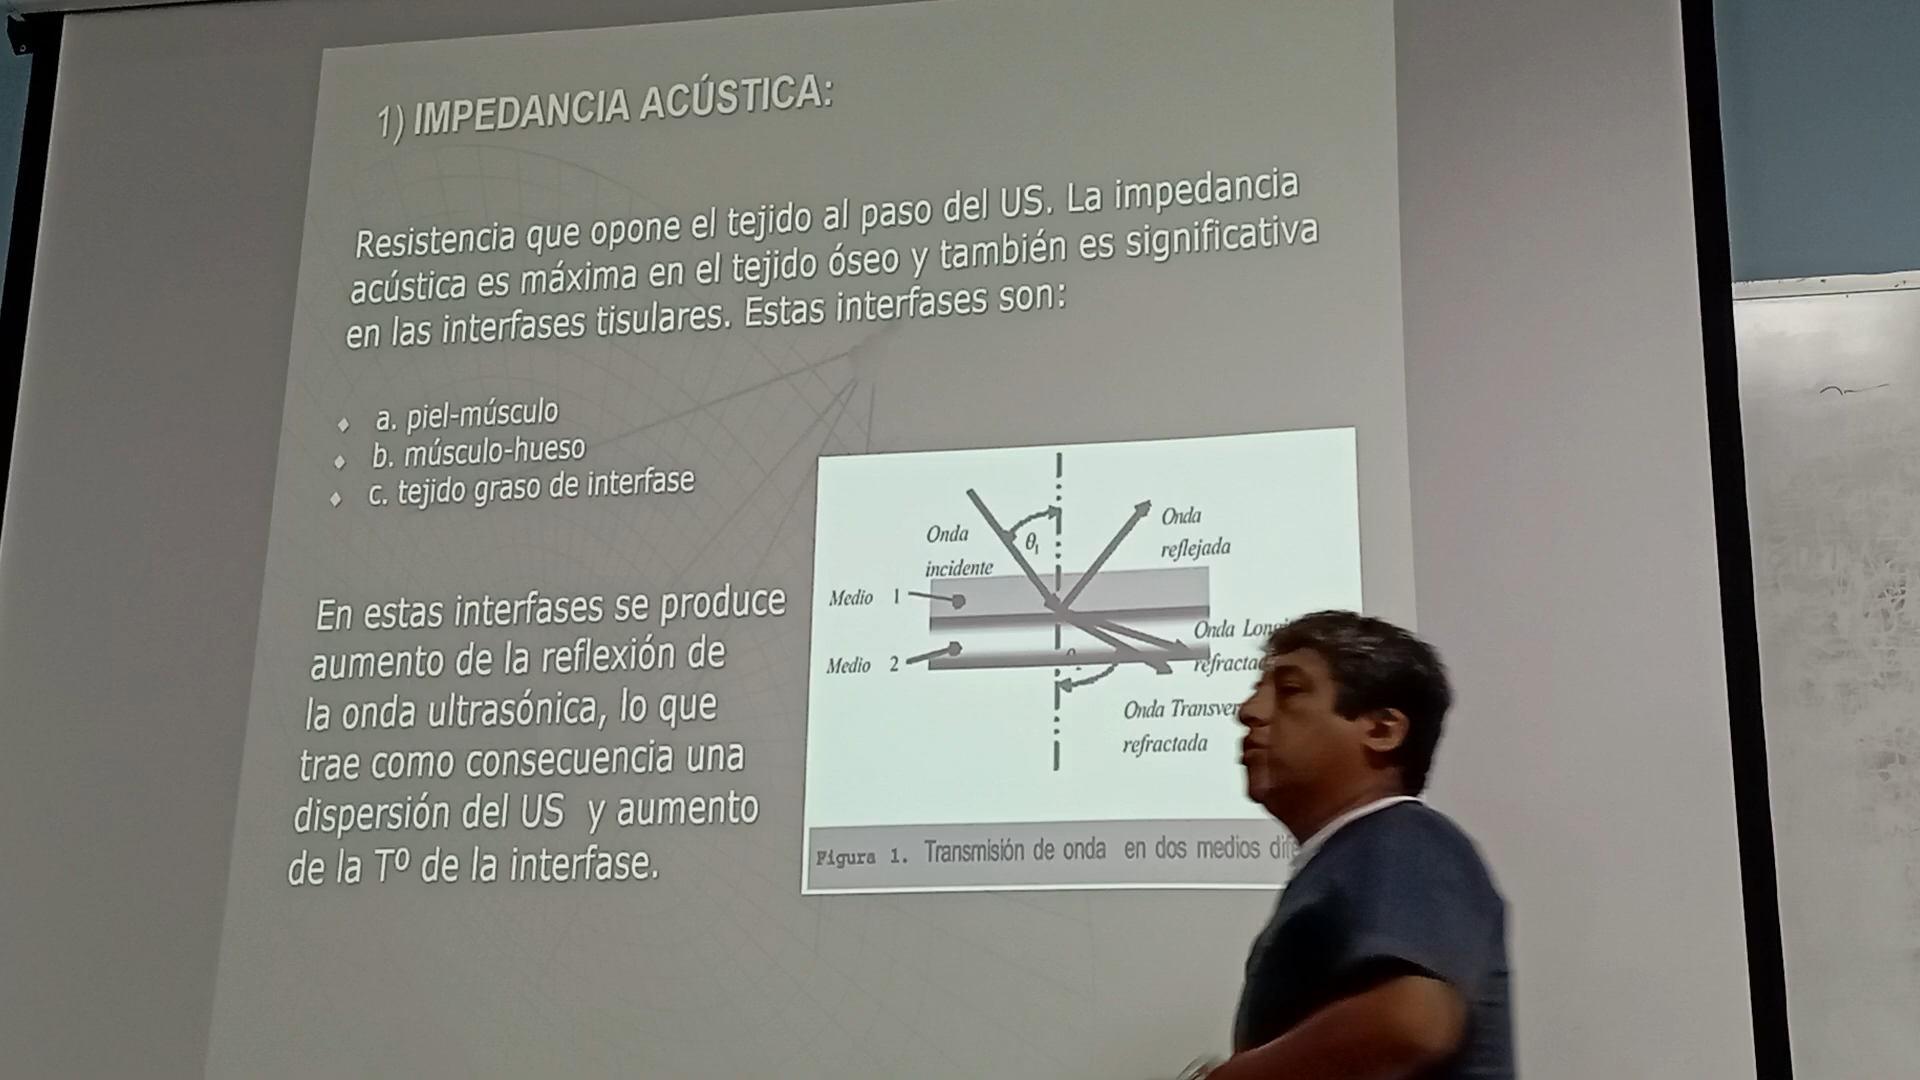 1) IMPEDANCIA ACÚSTICA:
Resistencia que opone el tejido al paso del US. La impedancia
acústica es máxima en el tejido óseo y también es significativa
en las interfases tisulares. Estas interfases son:
a. piel-músculo
b. músculo-hueso
c. tejido graso de interfase
En estas interfases se produce
aumento de la reflexión de
la onda ultrasónica, lo que
trae como consecuencia una
dispersión del US y aumento
de la Tº de la interfase.
Onda
incidente
θ1
Onda
reflejada
Medio 1
Medio 2
Onda
Onda
refractada
Figura 1. Transmisión de onda en dos medios